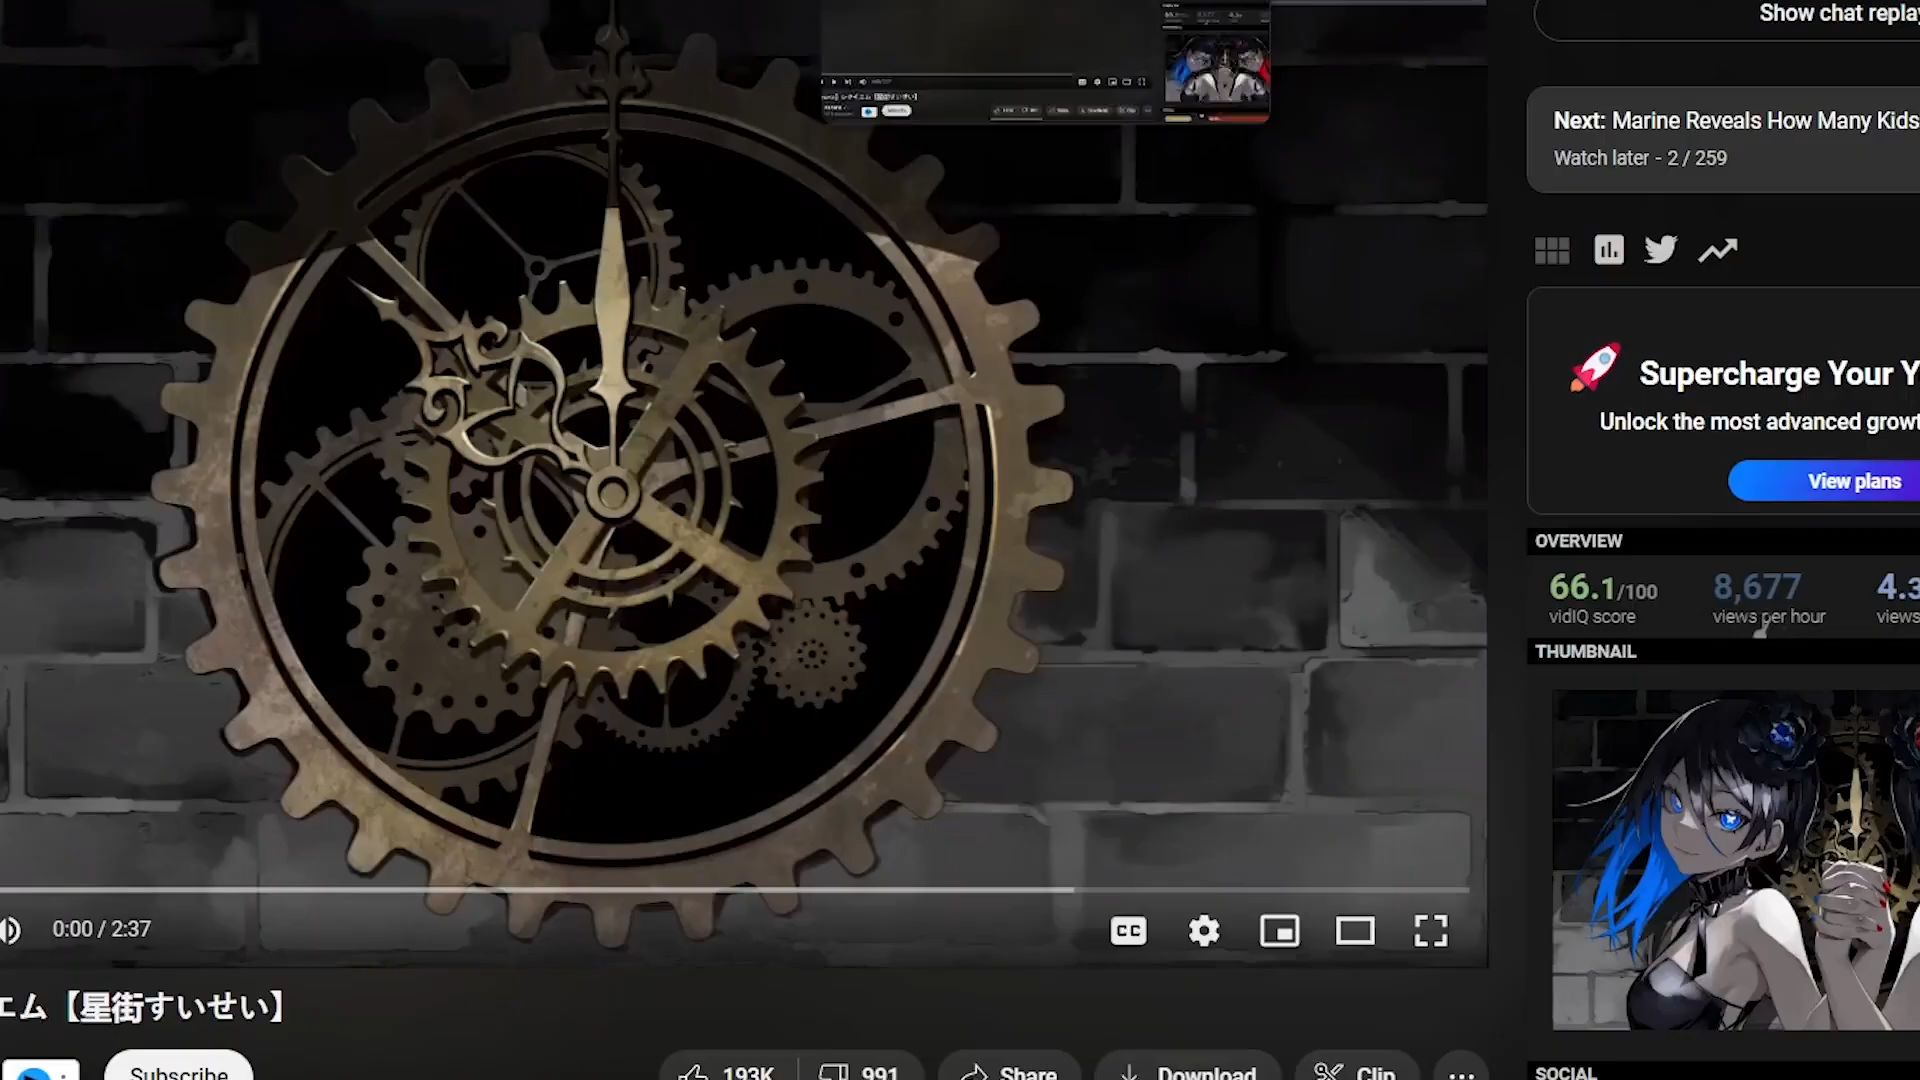 Show chat replay
Next: Marine Reveals How Many Kids
Watch later - 2 / 259
Supercharge Your Y
Unlock the most advanced growt
View plans
OVERVIEW
66.1/100
8,677
4.3
vidIQ score
views per hour
views
THUMBNAIL
CC
0:00 / 2:37
エム【星街すいせい】
Subscribe
193K
991
Share
Download
Clip
SOCIAL